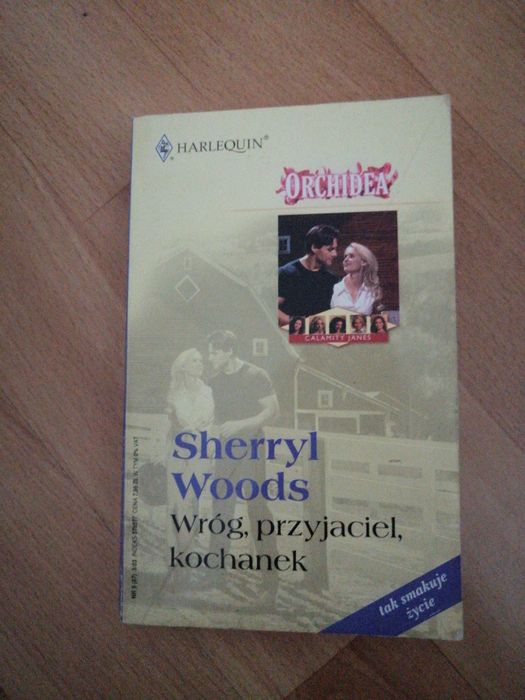 HARLEQUIN®
ORCHIDEA
CALAMITY JANES
Sherryl
Woods
Wróg, przyjaciel,
kochanek
tak smakuje
życie